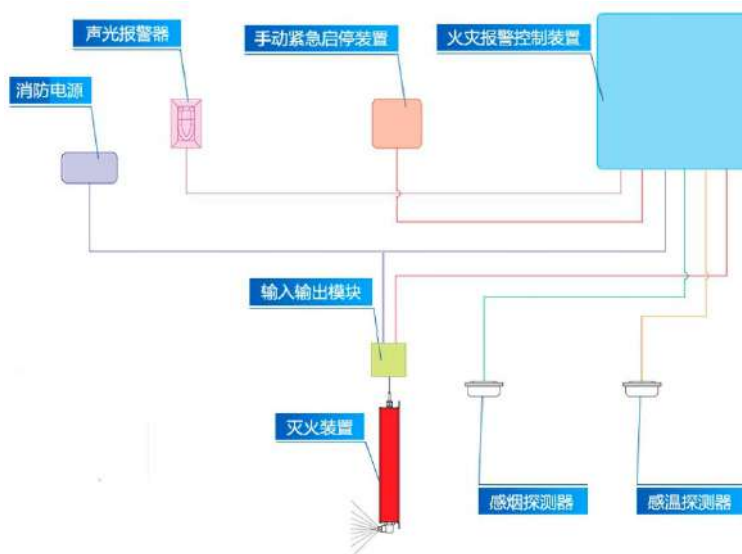 声光报警器
手动紧急启停装置
火灾报警控制装置
消防电源
输入输出模块
灭火装置
感烟探测器
感温探测器